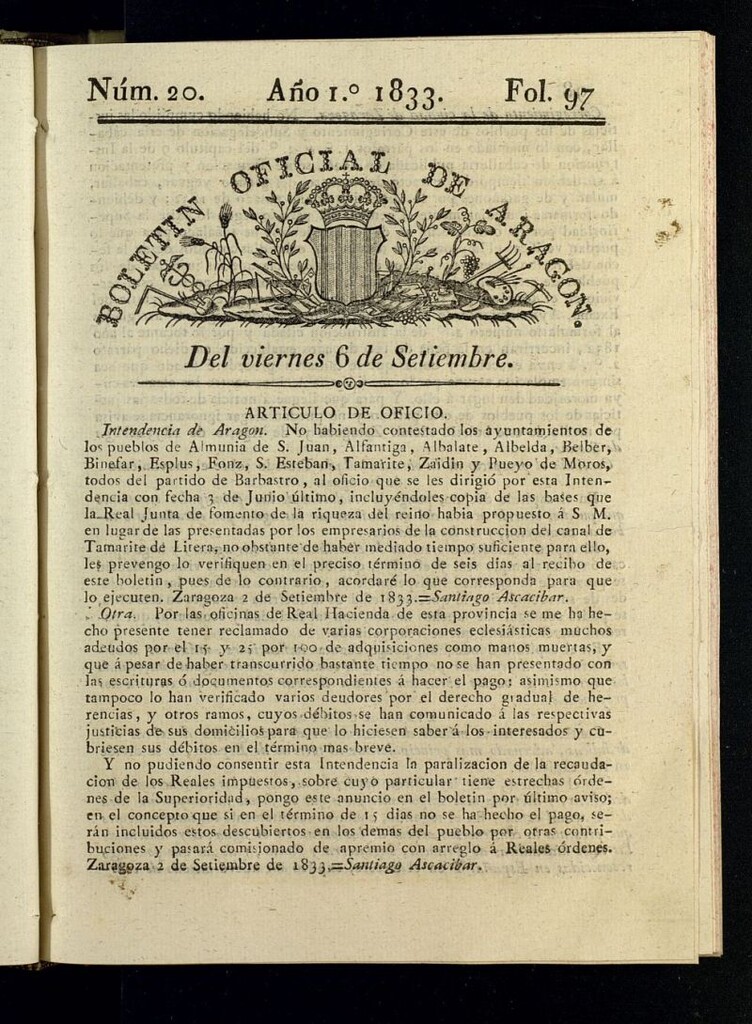 Núm. 20. Año 1.º 1833. Fol. 97
BOLETIN OFICIAL DE ARAGON.
Del viernes 6 de Setiembre.
ARTICULO DE OFICIO.
Intendencia de Aragon. No habiendo contestado los ayuntamientos de
los pueblos de Almunia de S. Juan, Alfantiga, Albalate, Albelda, Belber,
Binefar, Esplus, Fonz, S. Esteban, Tamarite, Zaidin y Pueyo de Moros,
todos del partido de Barbastro, al oficio que se les dirigió por esta Inten-
dencia con fecha 3 de Junio último, incluyéndoles copia de las bases que
la Real Junta de fomento de la riqueza del reino habia propuesto á S M.
en lugar de las presentadas por los empresarios de la construccion del canal de
Tamarite de Litera, no obstante de haber mediado tiempo suficiente para ello,
les prevengo lo verifiquen en el preciso término de seis dias al recibo de
este boletin, pues de lo contrario, acordaré lo que corresponda para que
lo ejecuten. Zaragoza 2 de Setiembre de 1833.=Santiago Ascacibar.
Otra. Por las oficinas de Real Hacienda de esta provincia se me ha he-
cho presente tener reclamado de varias corporaciones eclesiásticas muchos
adeudos por el 15 y 25 por 100 de adquisiciones como manos muertas, y
que á pesar de haber transcurrido bastante tiempo no se han presentado con
las escrituras ó documentos correspondientes á hacer el pago; asimismo que
tampoco lo han verificado varios deudores por el derecho gradual de he-
rencias, y otros ramos, cuyos débitos se han comunicado á las respectivas
justicias de sus domicilios para que lo hiciesen saber á los interesados y cu-
briesen sus débitos en el término mas breve.
Y no pudiendo consentir esta Intendencia la paralizacion de la recauda-
cion de los Reales impuestos, sobre cuyo particular tiene estrechas órde-
nes de la Superioridad, pongo este anuncio en el boletin por último aviso;
en el concepto que si en el término de 15 dias no se ha hecho el pago, se-
rán incluidos estos descubiertos en los demas del pueblo por otras contri-
buciones y pasará comisionado de apremio con arreglo á Reales órdenes.
Zaragoza 2 de Setiembre de 1833.=Santiago Ascacibar.